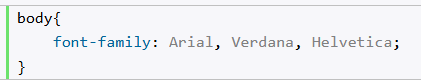 body{
    font-family: Arial, Verdana, Helvetica;
}